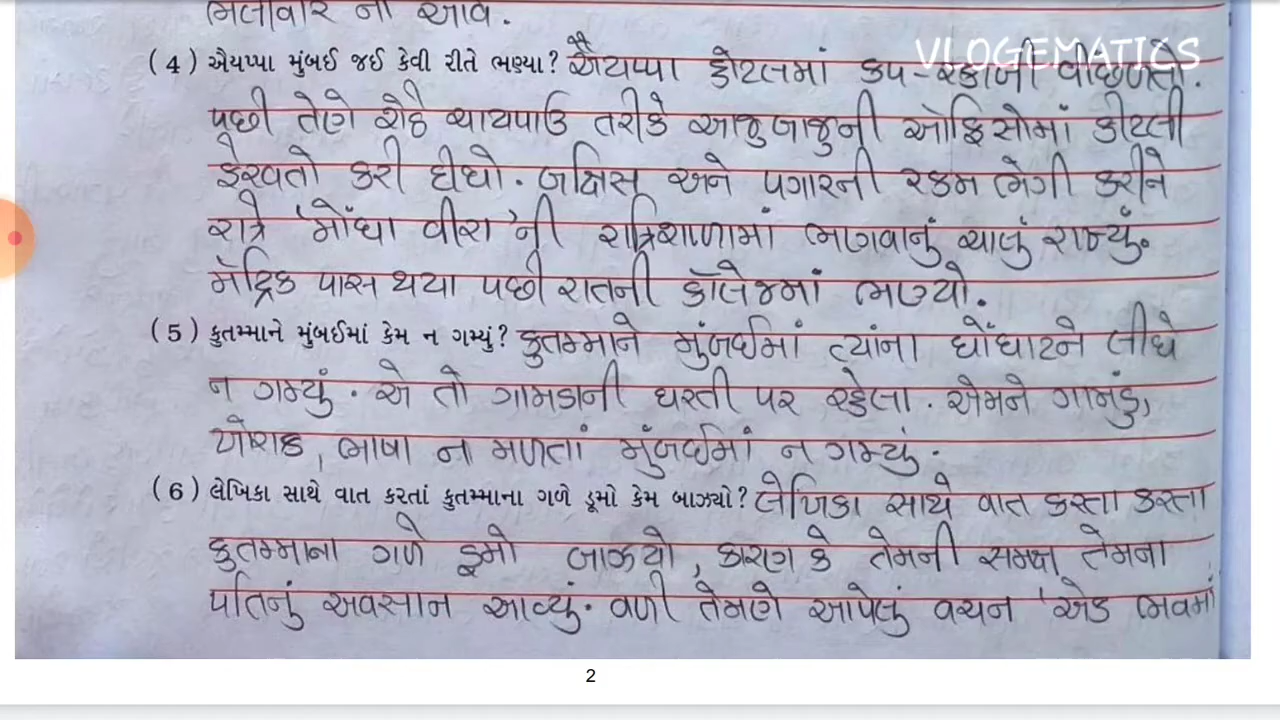 ભેલાવાર ના આવે.
VLOGEMATICS
(4) ઐયપ્પા મુંબઈ જઈ કેવી રીતે ભણ્યા? ઐયપ્પા હોટલમાં કપ-રકાબી વીછળતો.
પછી તેણે શેઠે ચાયપાઉ તરીકે આજુબાજુની ઑફિસોમાં કીટલી
ફેરવતો કરી દીધો. બક્ષિસ અને પગારની રકમ ભેગી કરીને
રાત્રે 'મોંઘા વીરા'ની રાત્રિશાળામાં ભણવાનું ચાલું રાખ્યું.
મૅટ્રિક પાસ થયા પછી રાતની કૉલેજમાં ભણ્યો.
(5) કુતમ્માને મુંબઈમાં કેમ ન ગમ્યું? કુતમ્માને મુંબઈમાં ત્યાંના ઘોંઘાટને લીધે
ન ગમ્યું. એ તો ગામડાની ધરતી પર રહેલા. એમને ગામડું,
ખોરાક, ભાષા ના મળતાં મુંબઈમાં ન ગમ્યું.
(6) લેખિકા સાથે વાત કરતાં કુતમ્માના ગળે ડૂમો કેમ બાઝ્યો? લેખિકા સાથે વાત કરતા કરતા
કુતમ્માના ગળે ડૂમો બાઝ્યો, કારણ કે તેમની સમક્ષ તેમના
પતિનું અવસાન આવ્યું. વળી તેમણે આપેલું વચન 'એક ભવમાં
2